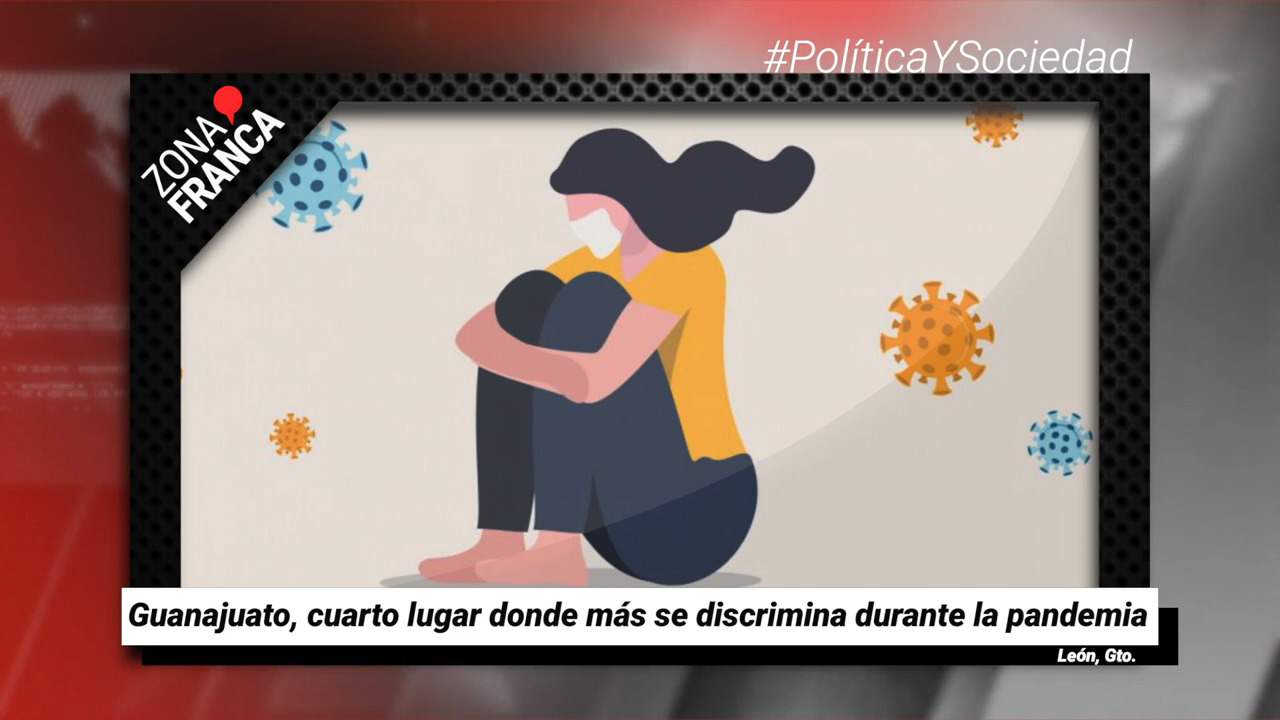 #PolíticaYSociedad
ZONA
FRANCA
Guanajuato, cuarto lugar donde más se discrimina durante la pandemia
León, Gto.